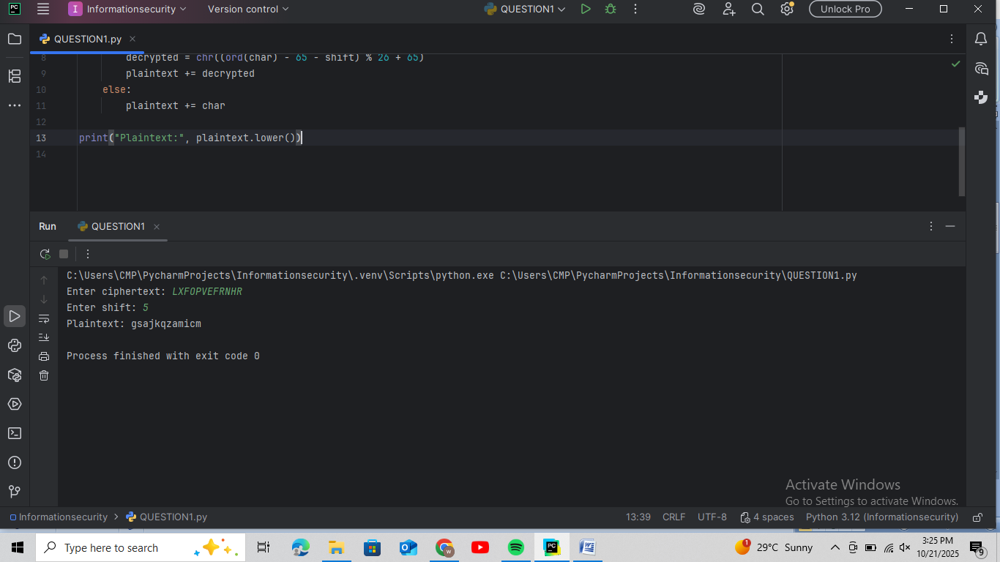 PC
I Informationsecurity
Version control
QUESTION1
Unlock Pro
QUESTION1.py
8 decrypted = chr((ord(char) - 65 - shift) % 26 + 65)
9 plaintext += decrypted
10 else:
11 plaintext += char
12
13 print("Plaintext:", plaintext.lower())
14
Run QUESTION1
C:\Users\CMP\PycharmProjects\Informationsecurity\.venv\Scripts\python.exe C:\Users\CMP\PycharmProjects\Informationsecurity\QUESTION1.py
Enter ciphertext: LXFOPVEFRNHR
Enter shift: 5
Plaintext: gsajkqzamicm
Process finished with exit code 0
Activate Windows
Go to Settings to activate Windows.
Informationsecurity > QUESTION1.py
13:39 CRLF UTF-8 4 spaces Python 3.12 (Informationsecurity)
Type here to search
W
PC
W
1
29°C Sunny
3:25 PM
10/21/2025
9